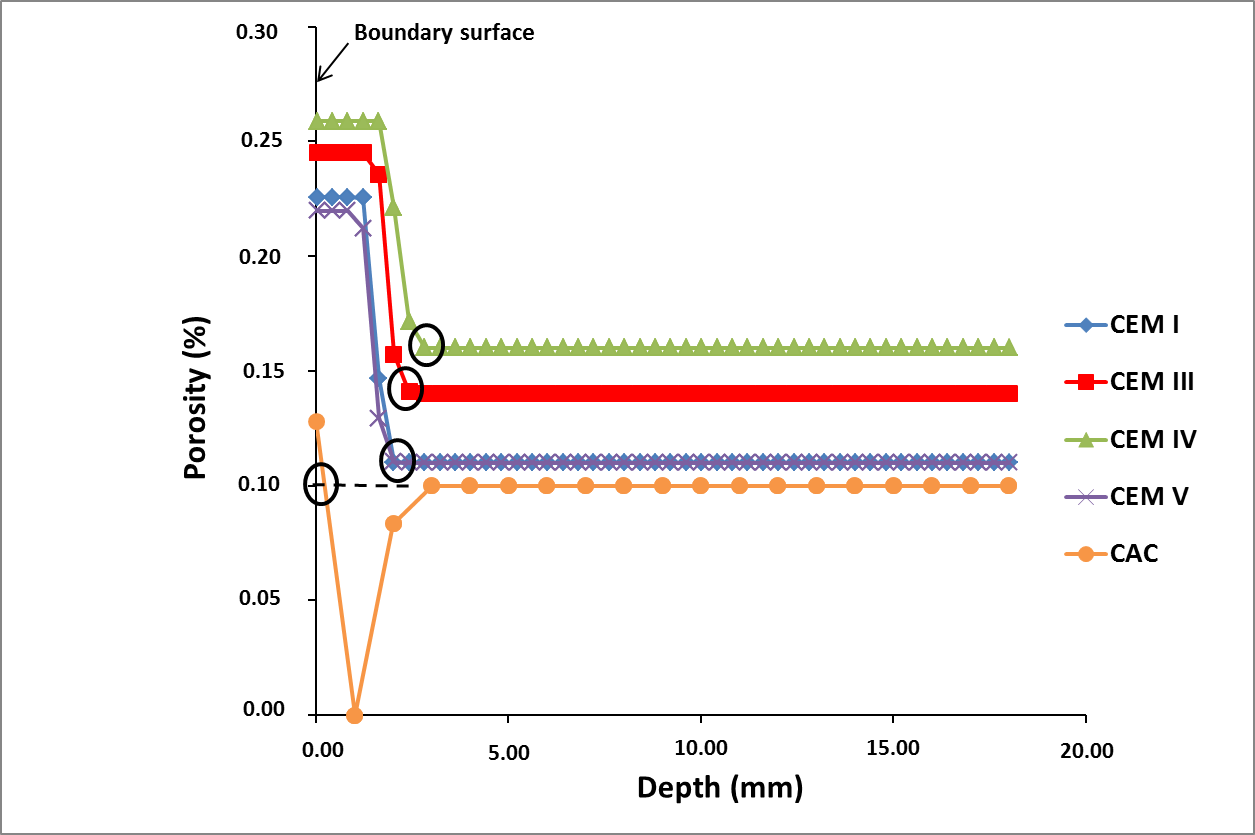 Boundary surface
0.30
0.25
0.20
0.15
0.10
0.05
0.00
Porosity (%)
0.00 5.00 10.00 15.00 20.00
Depth (mm)
CEM I
CEM III
CEM IV
CEM V
CAC